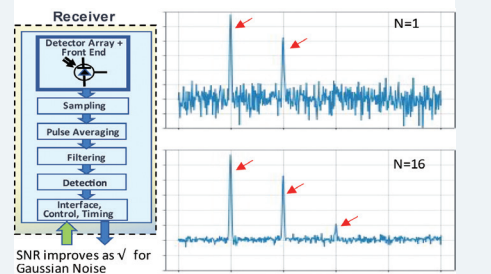 Receiver
Detector Array +
Front End
Sampling
Pulse Averaging
Filtering
Detection
Interface,
Control, Timing
SNR improves as √ for
Gaussian Noise
N=1
N=16